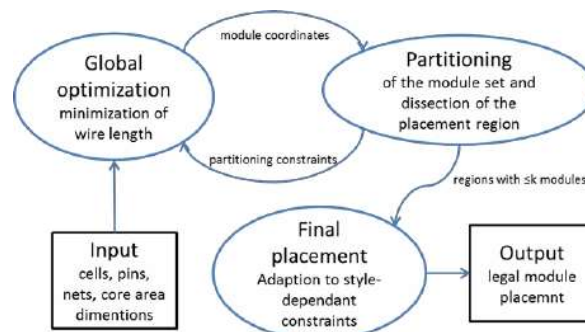 module coordinates
Global
optimization
minimization of
wire length
Partitioning
of the module set and
dissection of the
placement region
partitioning constraints
regions with ≤k modules
Input
cells, pins,
nets, core area
dimentions
Final
placement
Adaption to style-
dependant
constraints
Output
legal module
placemnt